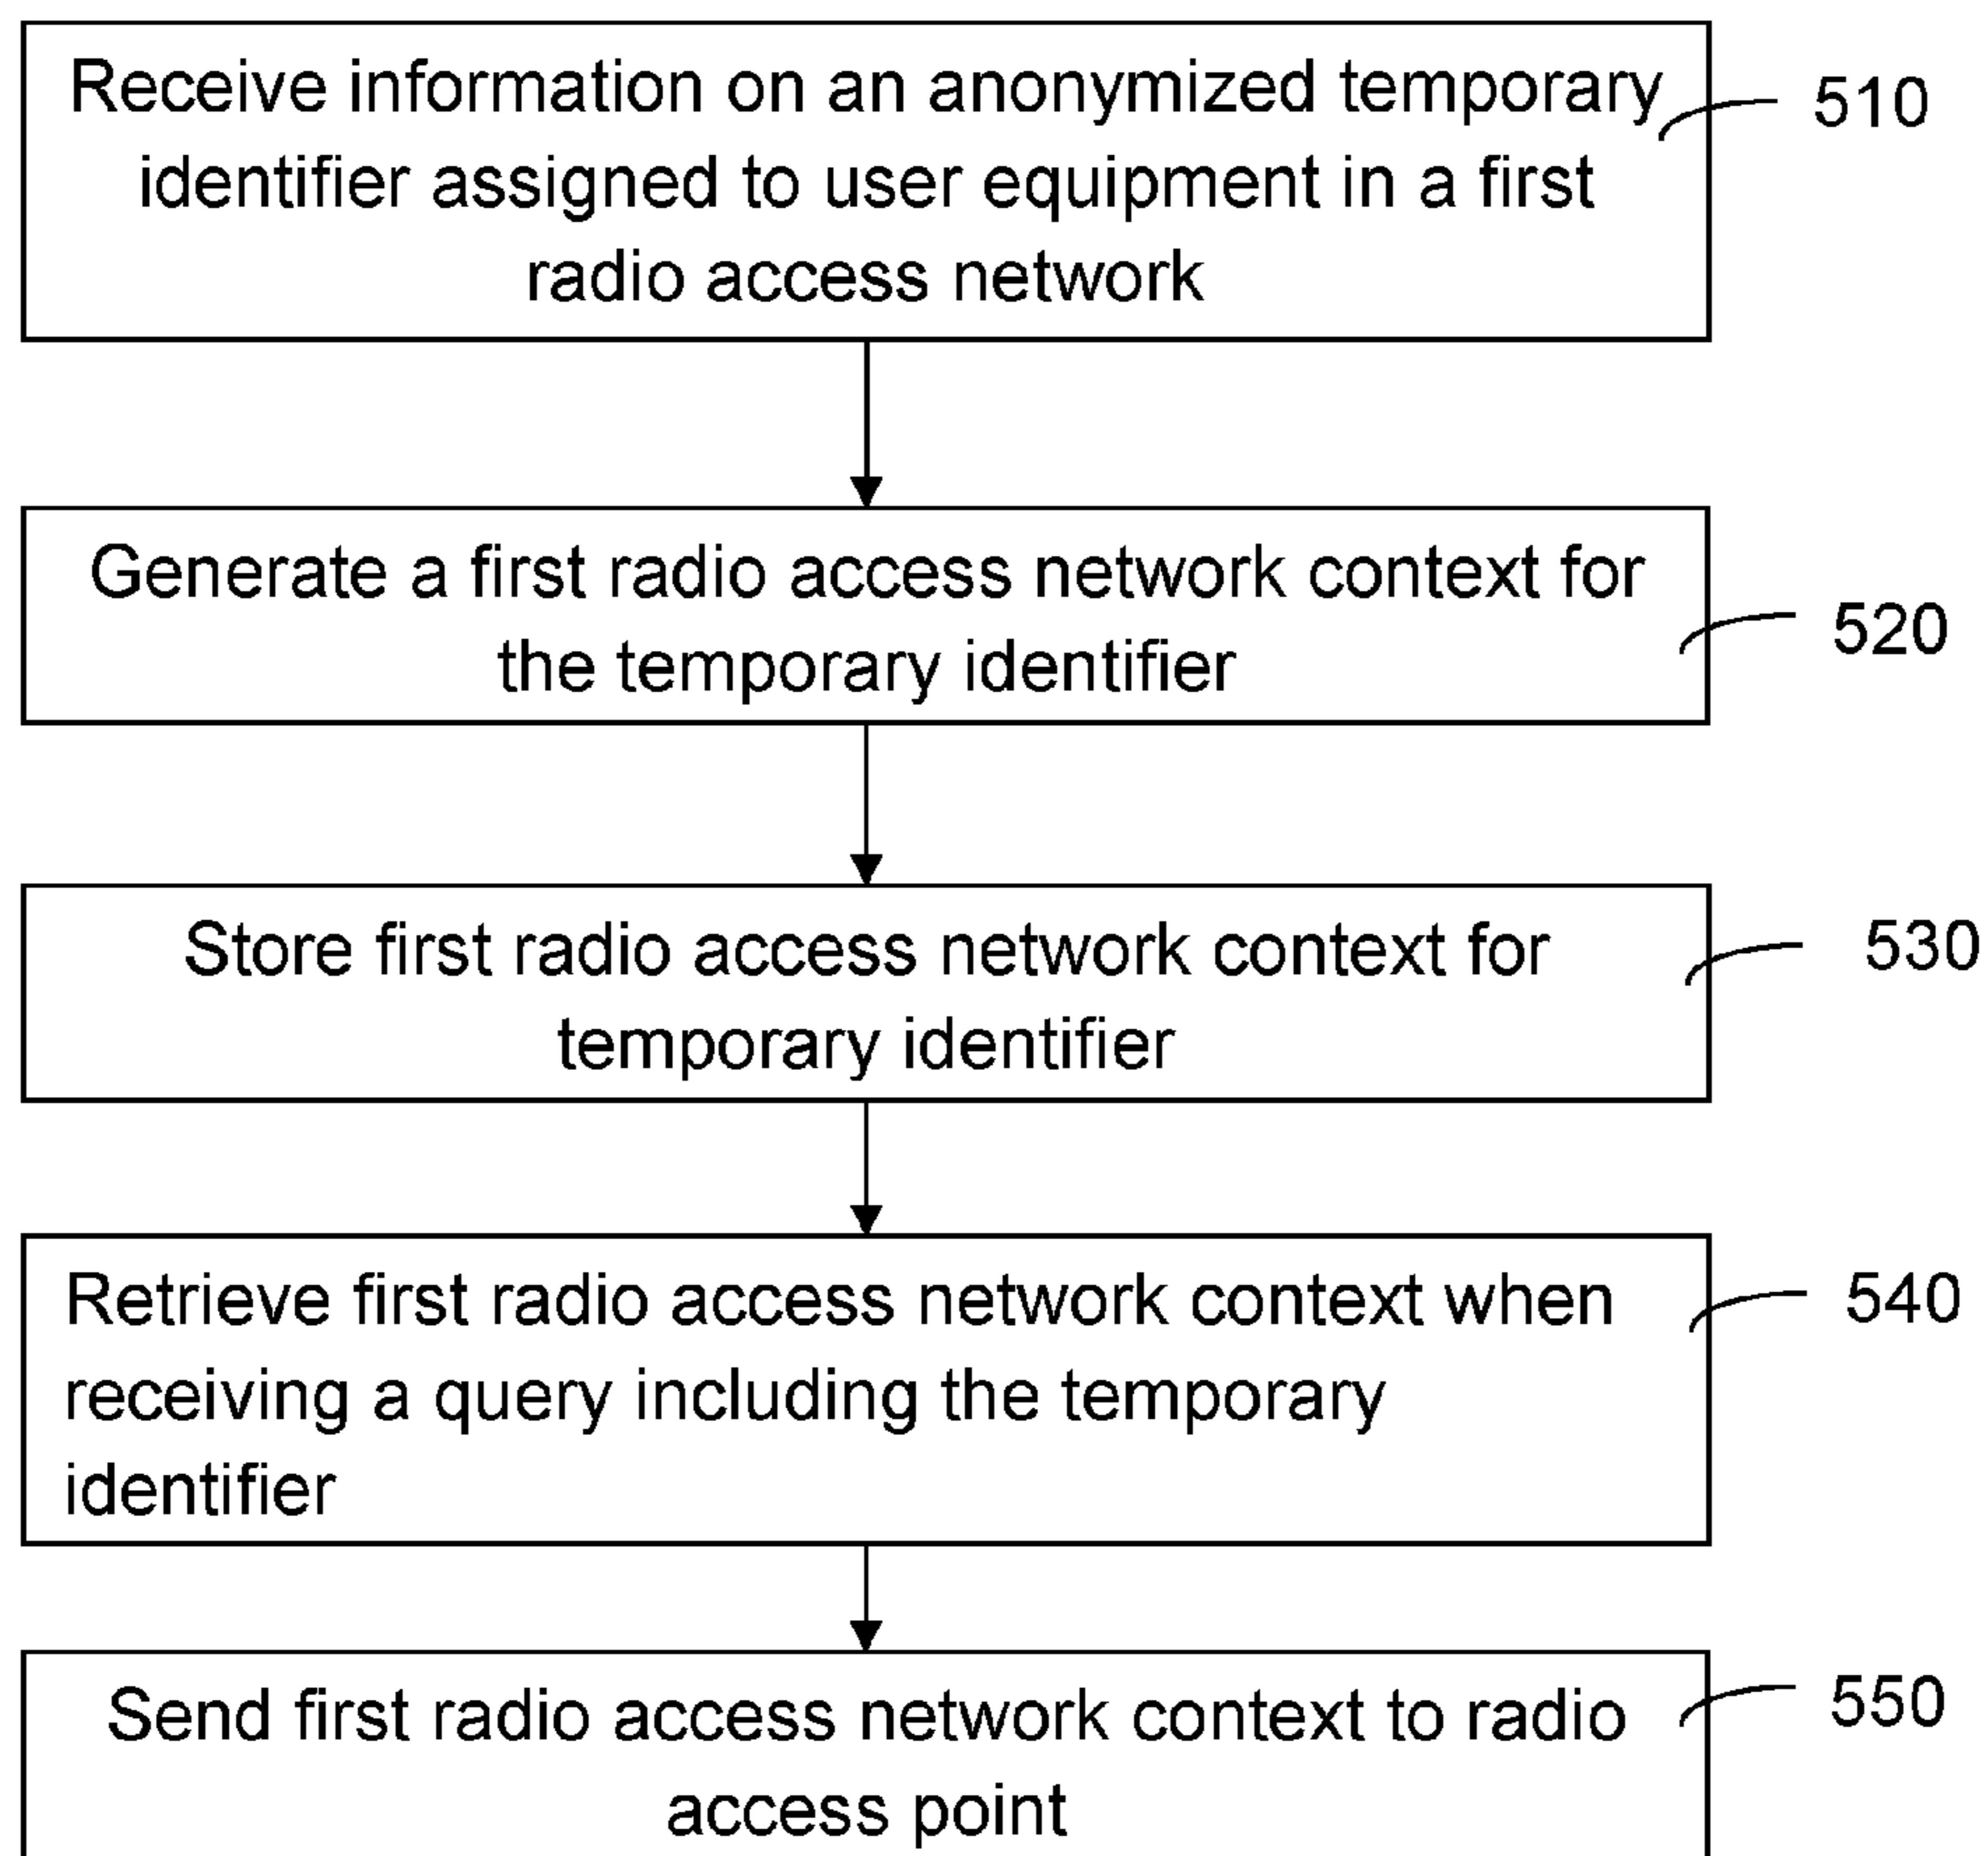 Receive information on an anonymized temporary
identifier assigned to user equipment in a first
radio access network
510
Generate a first radio access network context for
the temporary identifier
520
Store first radio access network context for
temporary identifier
530
Retrieve first radio access network context when
receiving a query including the temporary
identifier
540
Send first radio access network context to radio
access point
550